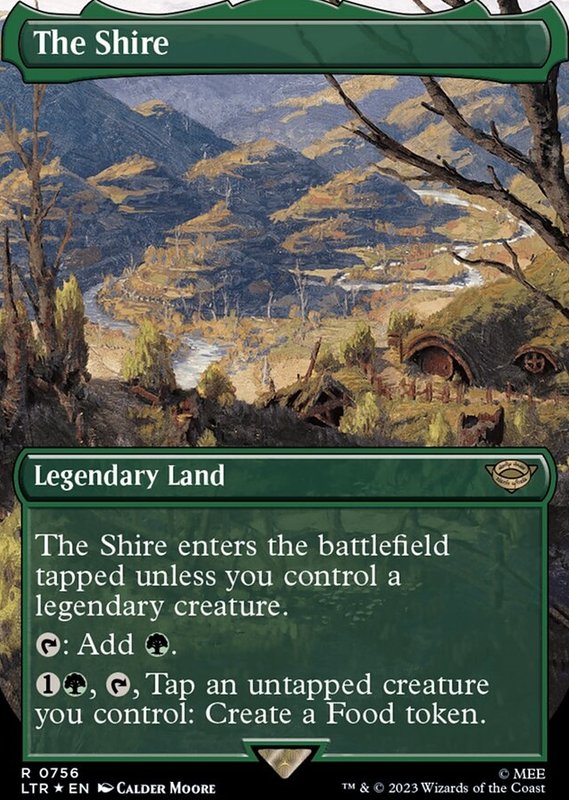 The Shire
Legendary Land
The Shire enters the battlefield
tapped unless you control a
legendary creature.
: Add .
1, , Tap an untapped creature
you control: Create a Food token.
R 0756
© MEE
LTR ★ EN CALDER MOORE
™ & © 2023 Wizards of the Coast